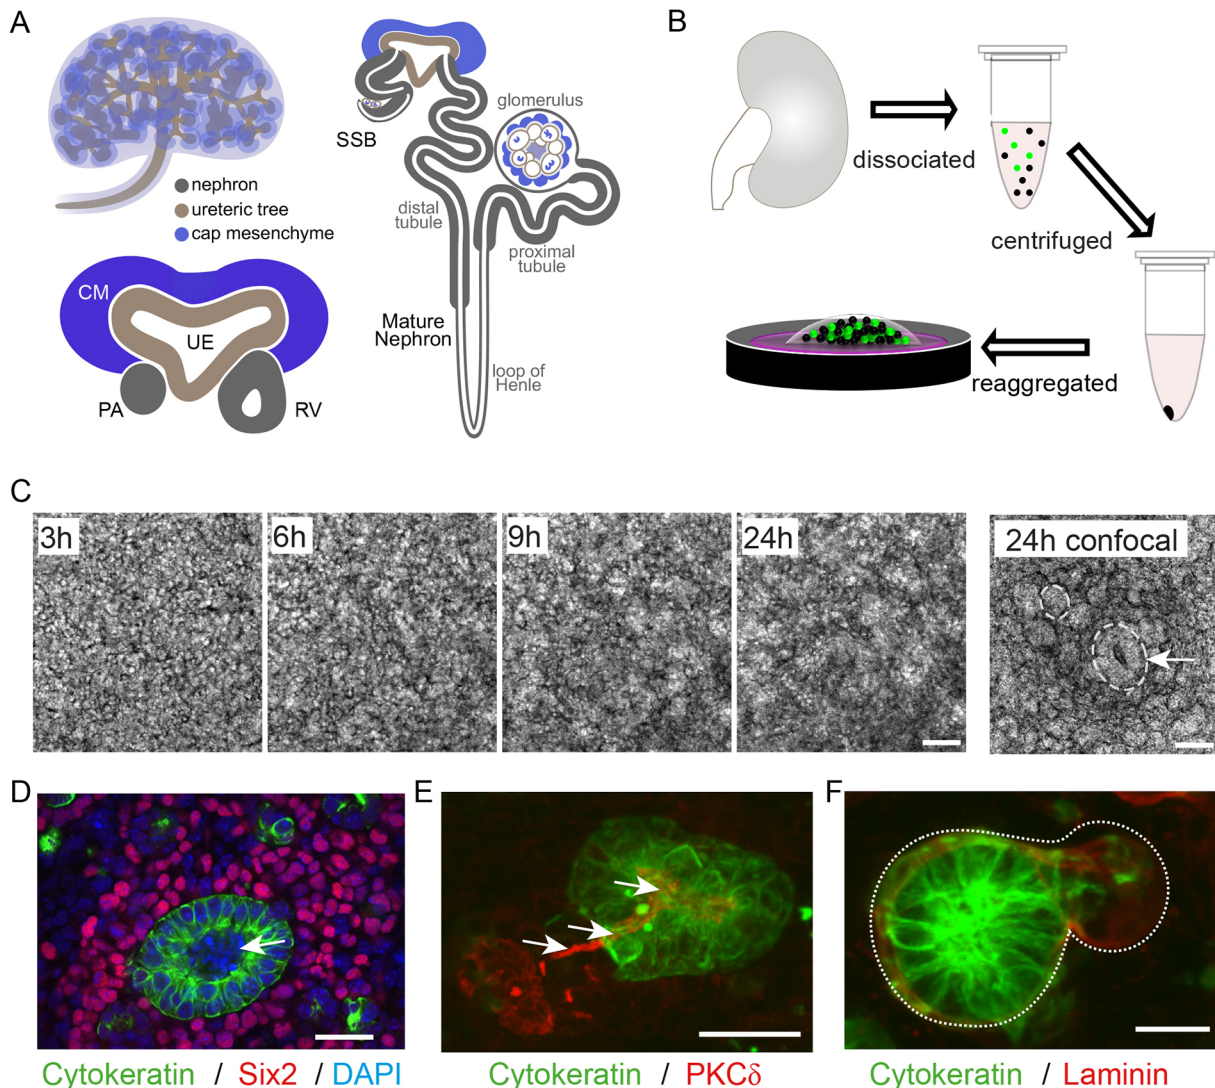 A
nephron
ureteric tree
cap mesenchyme
CM
UE
PA
RV
SSB
glomerulus
distal
tubule
proximal
tubule
Mature
Nephron
loop of
Henle
B
dissociated
centrifuged
reaggregated
C
3h
6h
9h
24h
24h confocal
D
Cytokeratin / Six2 / DAPI
E
Cytokeratin / PKCδ
F
Cytokeratin / Laminin